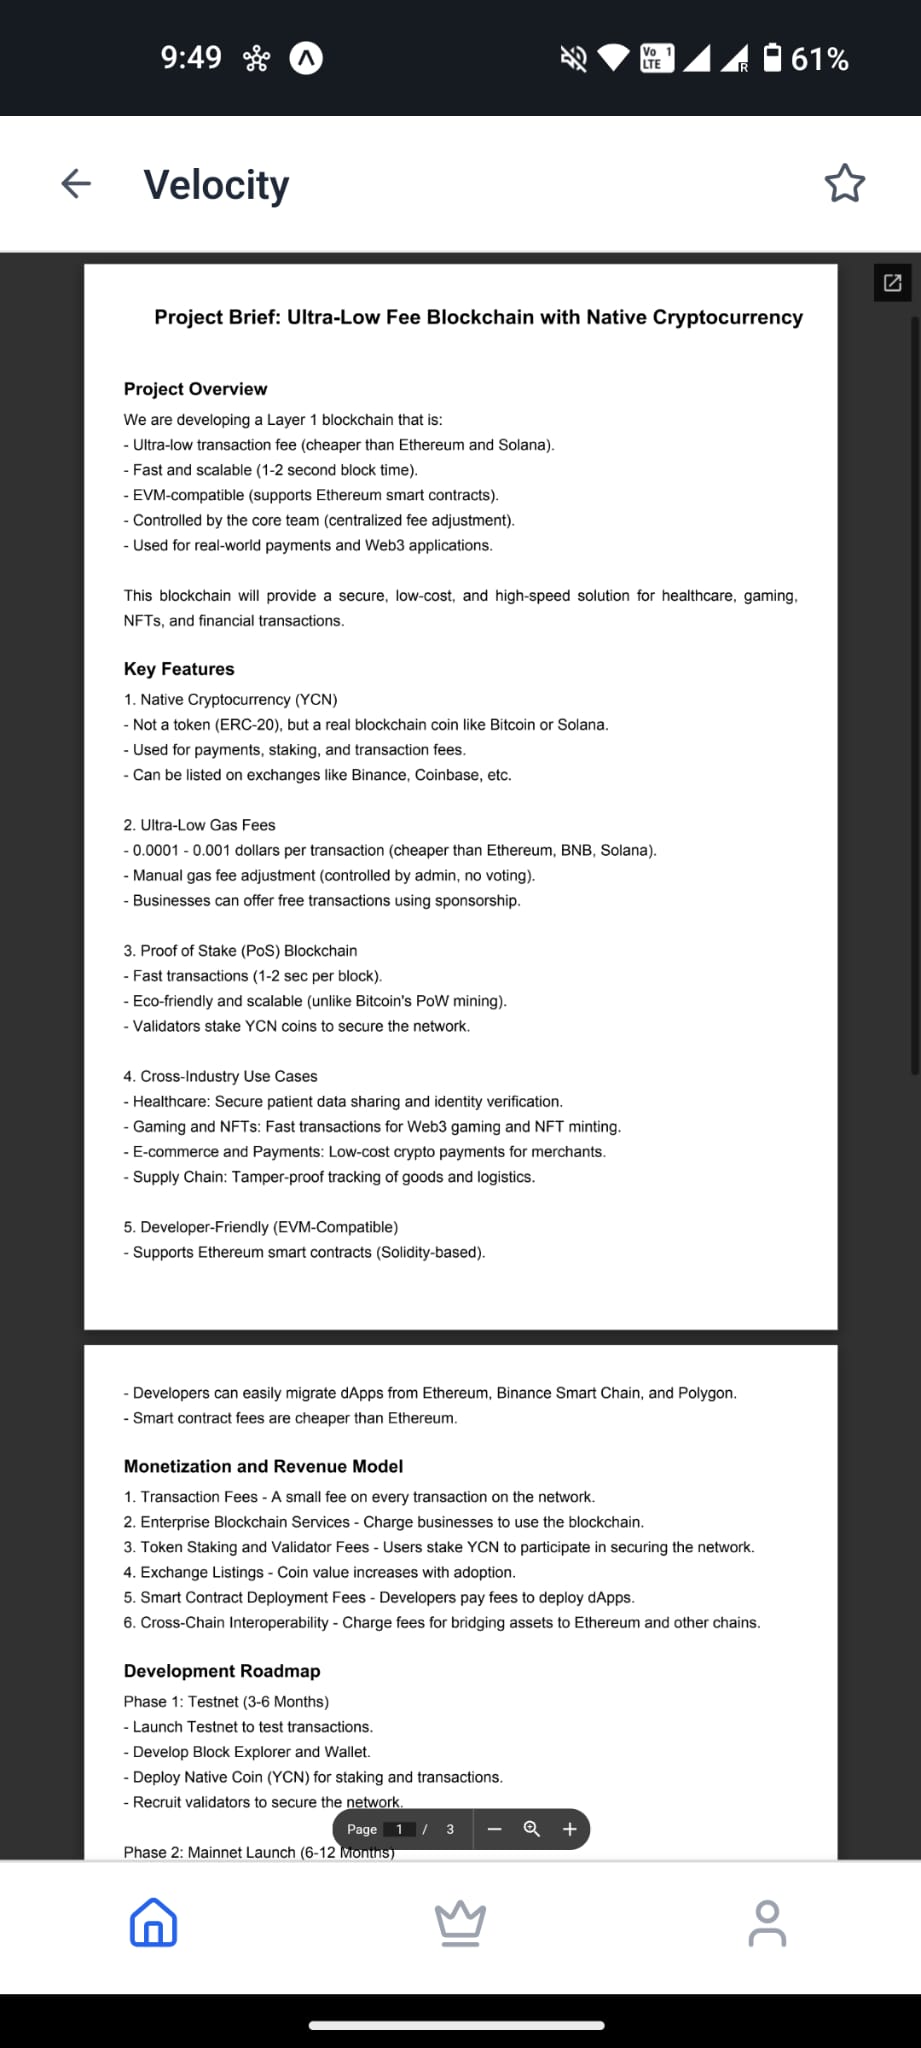 9:49
Vo 1
LTE
R
61%
Velocity
Project Brief: Ultra-Low Fee Blockchain with Native Cryptocurrency
Project Overview
We are developing a Layer 1 blockchain that is:
- Ultra-low transaction fee (cheaper than Ethereum and Solana).
- Fast and scalable (1-2 second block time).
- EVM-compatible (supports Ethereum smart contracts).
- Controlled by the core team (centralized fee adjustment).
- Used for real-world payments and Web3 applications.
This blockchain will provide a secure, low-cost, and high-speed solution for healthcare, gaming,
NFTs, and financial transactions.
Key Features
1. Native Cryptocurrency (YCN)
- Not a token (ERC-20), but a real blockchain coin like Bitcoin or Solana.
- Used for payments, staking, and transaction fees.
- Can be listed on exchanges like Binance, Coinbase, etc.
2. Ultra-Low Gas Fees
- 0.0001 - 0.001 dollars per transaction (cheaper than Ethereum, BNB, Solana).
- Manual gas fee adjustment (controlled by admin, no voting).
- Businesses can offer free transactions using sponsorship.
3. Proof of Stake (PoS) Blockchain
- Fast transactions (1-2 sec per block).
- Eco-friendly and scalable (unlike Bitcoin's PoW mining).
- Validators stake YCN coins to secure the network.
4. Cross-Industry Use Cases
- Healthcare: Secure patient data sharing and identity verification.
- Gaming and NFTs: Fast transactions for Web3 gaming and NFT minting.
- E-commerce and Payments: Low-cost crypto payments for merchants.
- Supply Chain: Tamper-proof tracking of goods and logistics.
5. Developer-Friendly (EVM-Compatible)
- Supports Ethereum smart contracts (Solidity-based).
- Developers can easily migrate dApps from Ethereum, Binance Smart Chain, and Polygon.
- Smart contract fees are cheaper than Ethereum.
Monetization and Revenue Model
1. Transaction Fees - A small fee on every transaction on the network.
2. Enterprise Blockchain Services - Charge businesses to use the blockchain.
3. Token Staking and Validator Fees - Users stake YCN to participate in securing the network.
4. Exchange Listings - Coin value increases with adoption.
5. Smart Contract Deployment Fees - Developers pay fees to deploy dApps.
6. Cross-Chain Interoperability - Charge fees for bridging assets to Ethereum and other chains.
Development Roadmap
Phase 1: Testnet (3-6 Months)
- Launch Testnet to test transactions.
- Develop Block Explorer and Wallet.
- Deploy Native Coin (YCN) for staking and transactions.
- Recruit validators to secure the network.
Page 1 / 3
Phase 2: Mainnet Launch (6-12 Months)